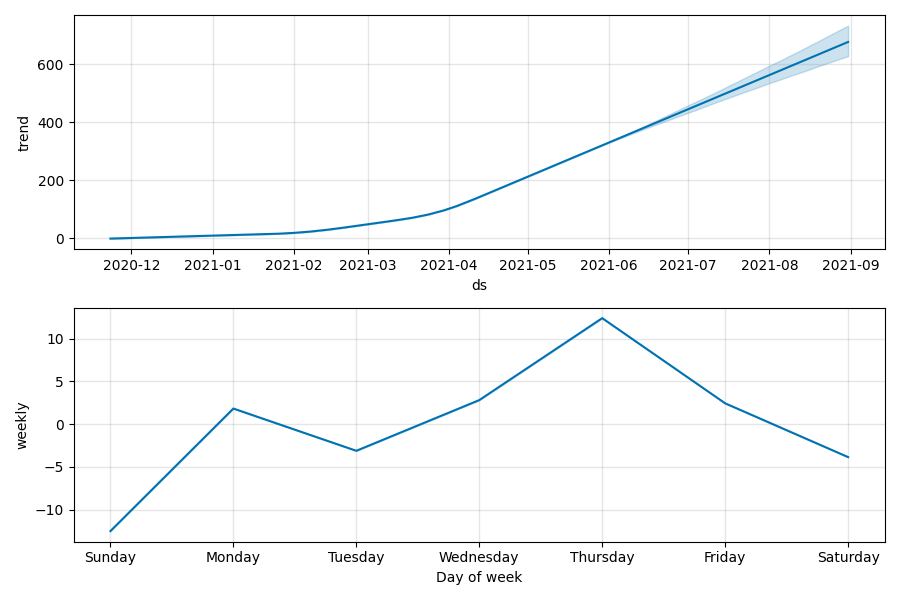 600
400
200
0
trend
2020-12 2021-01 2021-02 2021-03 2021-04 2021-05 2021-06 2021-07 2021-08 2021-09
ds
10
5
0
−5
−10
weekly
Sunday Monday Tuesday Wednesday Thursday Friday Saturday
Day of week